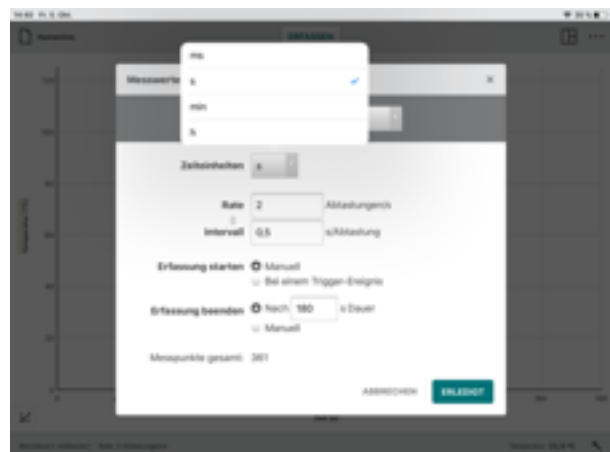 ERFASSEN
ms
Messwerte
s
min
h
Zeiteinheiten s
Rate 2 Abtastungen/s
Intervall 0,5 s/Abtastung
Erfassung starten Manuell
Bei einem Trigger-Ereignis
Erfassung beenden Nach 180 s Dauer
Manuell
Messpunkte gesamt: 361
ABBRECHEN ERLEDIGT